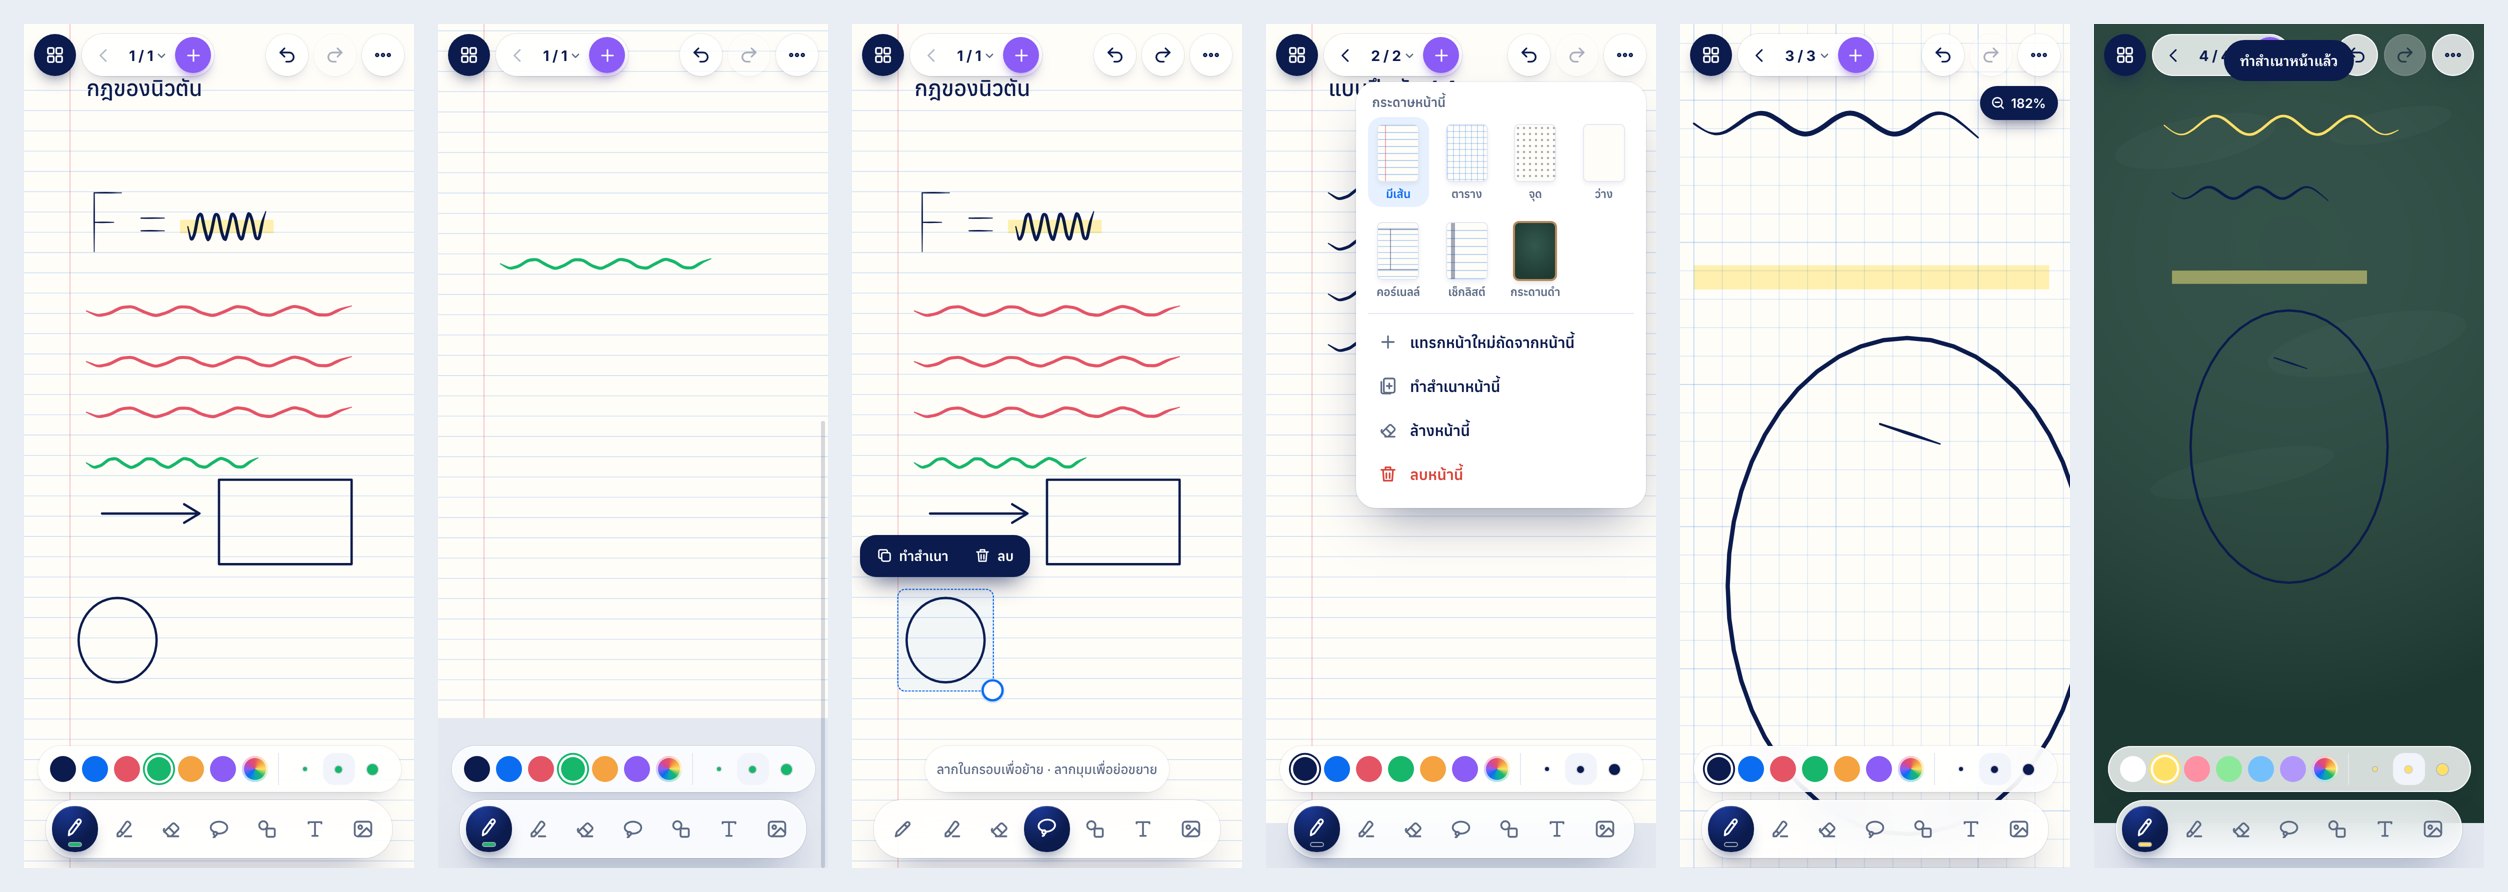 1/1
กฎของนิวตัน
F =
1/1
1/1
กฎของนิวตัน
ทำสำเนา ลบ
ลากในกรอบเพื่อย้าย · ลากมุมเพื่อย่อขยาย
2/2
กระดาษหน้านี้
มีเส้น ตาราง จุด ว่าง
คอร์เนลล์ เช็กลิสต์ กระดานดำ
แทรกหน้าใหม่ถัดจากหน้านี้
ทำสำเนาหน้านี้
ล้างหน้านี้
ลบหน้านี้
3/3
182%
4/
ทำสำเนาหน้าแล้ว